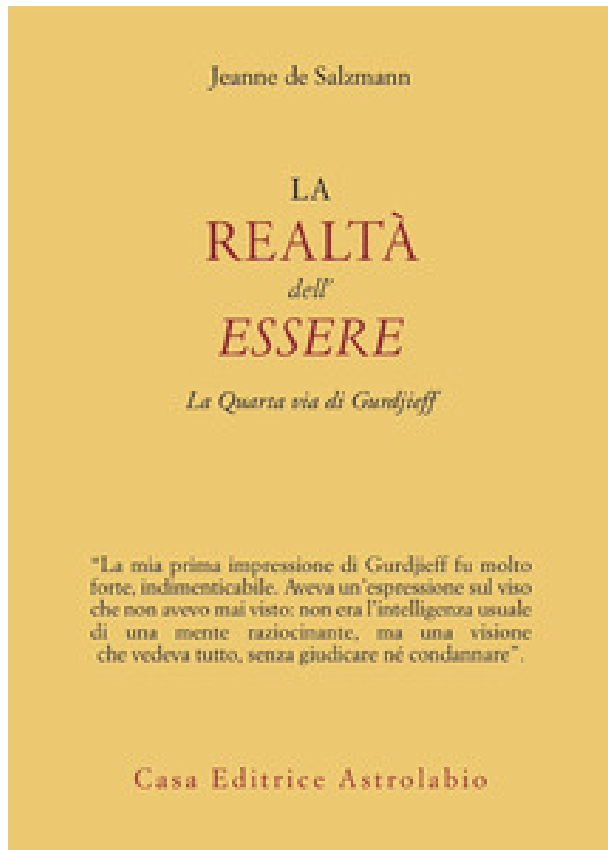 Jeanne de Salzmann
LA
REALTÀ
dell'
ESSERE
La Quarta via di Gurdjieff
"La mia prima impressione di Gurdjieff fu molto
forte, indimenticabile. Aveva un'espressione sul viso
che non avevo mai visto: non era l'intelligenza usuale
di una mente raziocinante, ma una visione
che vedeva tutto, senza giudicare né condannare".
Casa Editrice Astrolabio